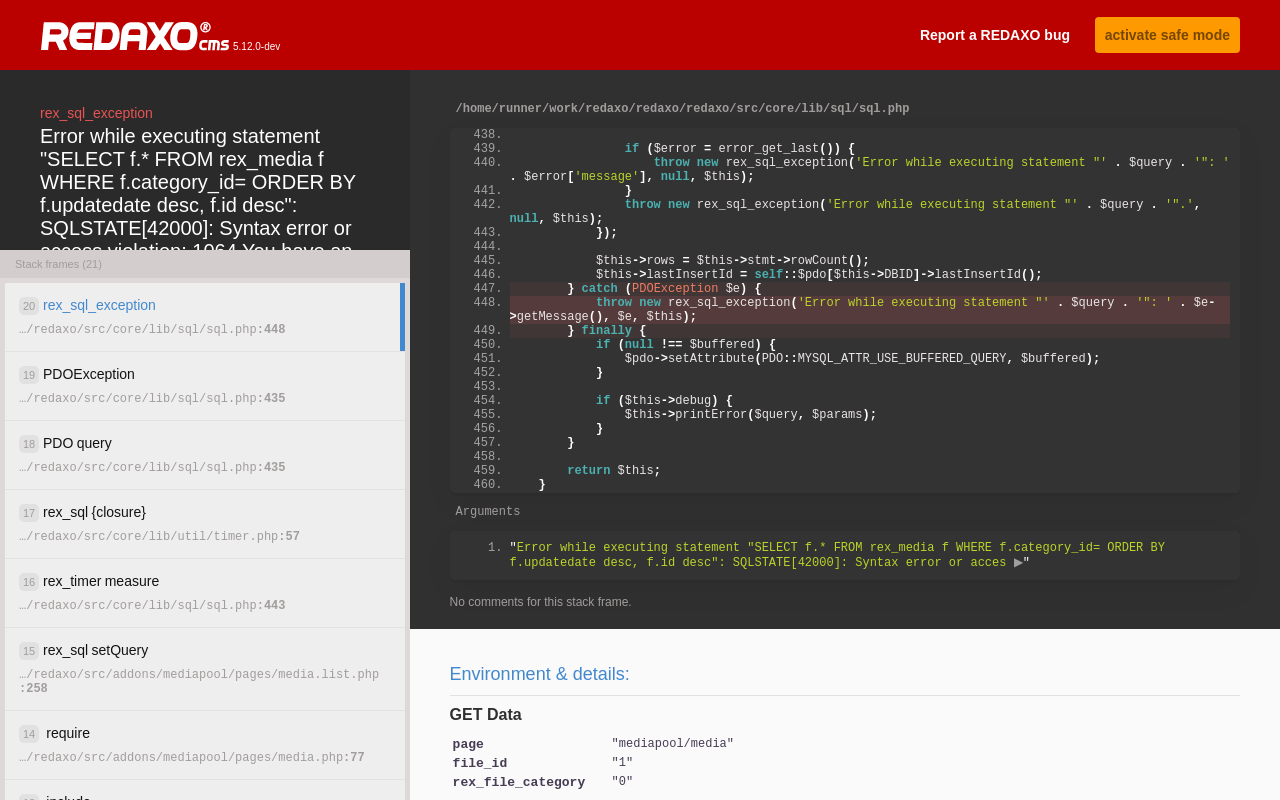 REDAXO® cms 5.12.0-dev
Report a REDAXO bug
activate safe mode
rex_sql_exception
Error while executing statement
"SELECT f.* FROM rex_media f
WHERE f.category_id= ORDER BY
f.updatedate desc, f.id desc":
SQLSTATE[42000]: Syntax error or
access violation: 1064 You have an
Stack frames (21)
20 rex_sql_exception
…/redaxo/src/core/lib/sql/sql.php:448
19 PDOException
…/redaxo/src/core/lib/sql/sql.php:435
18 PDO query
…/redaxo/src/core/lib/sql/sql.php:435
17 rex_sql {closure}
…/redaxo/src/core/lib/util/timer.php:57
16 rex_timer measure
…/redaxo/src/core/lib/sql/sql.php:443
15 rex_sql setQuery
…/redaxo/src/addons/mediapool/pages/media.list.php
:258
14 require
…/redaxo/src/addons/mediapool/pages/media.php:77
include
/home/runner/work/redaxo/redaxo/redaxo/src/core/lib/sql/sql.php
438.
439. if ($error = error_get_last()) {
440. throw new rex_sql_exception('Error while executing statement "' . $query . '": '
. $error['message'], null, $this);
441. }
442. throw new rex_sql_exception('Error while executing statement "' . $query . '".',
null, $this);
443. });
444.
445. $this->rows = $this->stmt->rowCount();
446. $this->lastInsertId = self::$pdo[$this->DBID]->lastInsertId();
447. } catch (PDOException $e) {
448. throw new rex_sql_exception('Error while executing statement "' . $query . '": ' . $e-
>getMessage(), $e, $this);
449. } finally {
450. if (null !== $buffered) {
451. $pdo->setAttribute(PDO::MYSQL_ATTR_USE_BUFFERED_QUERY, $buffered);
452. }
453.
454. if ($this->debug) {
455. $this->printError($query, $params);
456. }
457. }
458.
459. return $this;
460. }
Arguments
1. "Error while executing statement "SELECT f.* FROM rex_media f WHERE f.category_id= ORDER BY
f.updatedate desc, f.id desc": SQLSTATE[42000]: Syntax error or acces ▶"
No comments for this stack frame.
Environment & details:
GET Data
page "mediapool/media"
file_id "1"
rex_file_category "0"